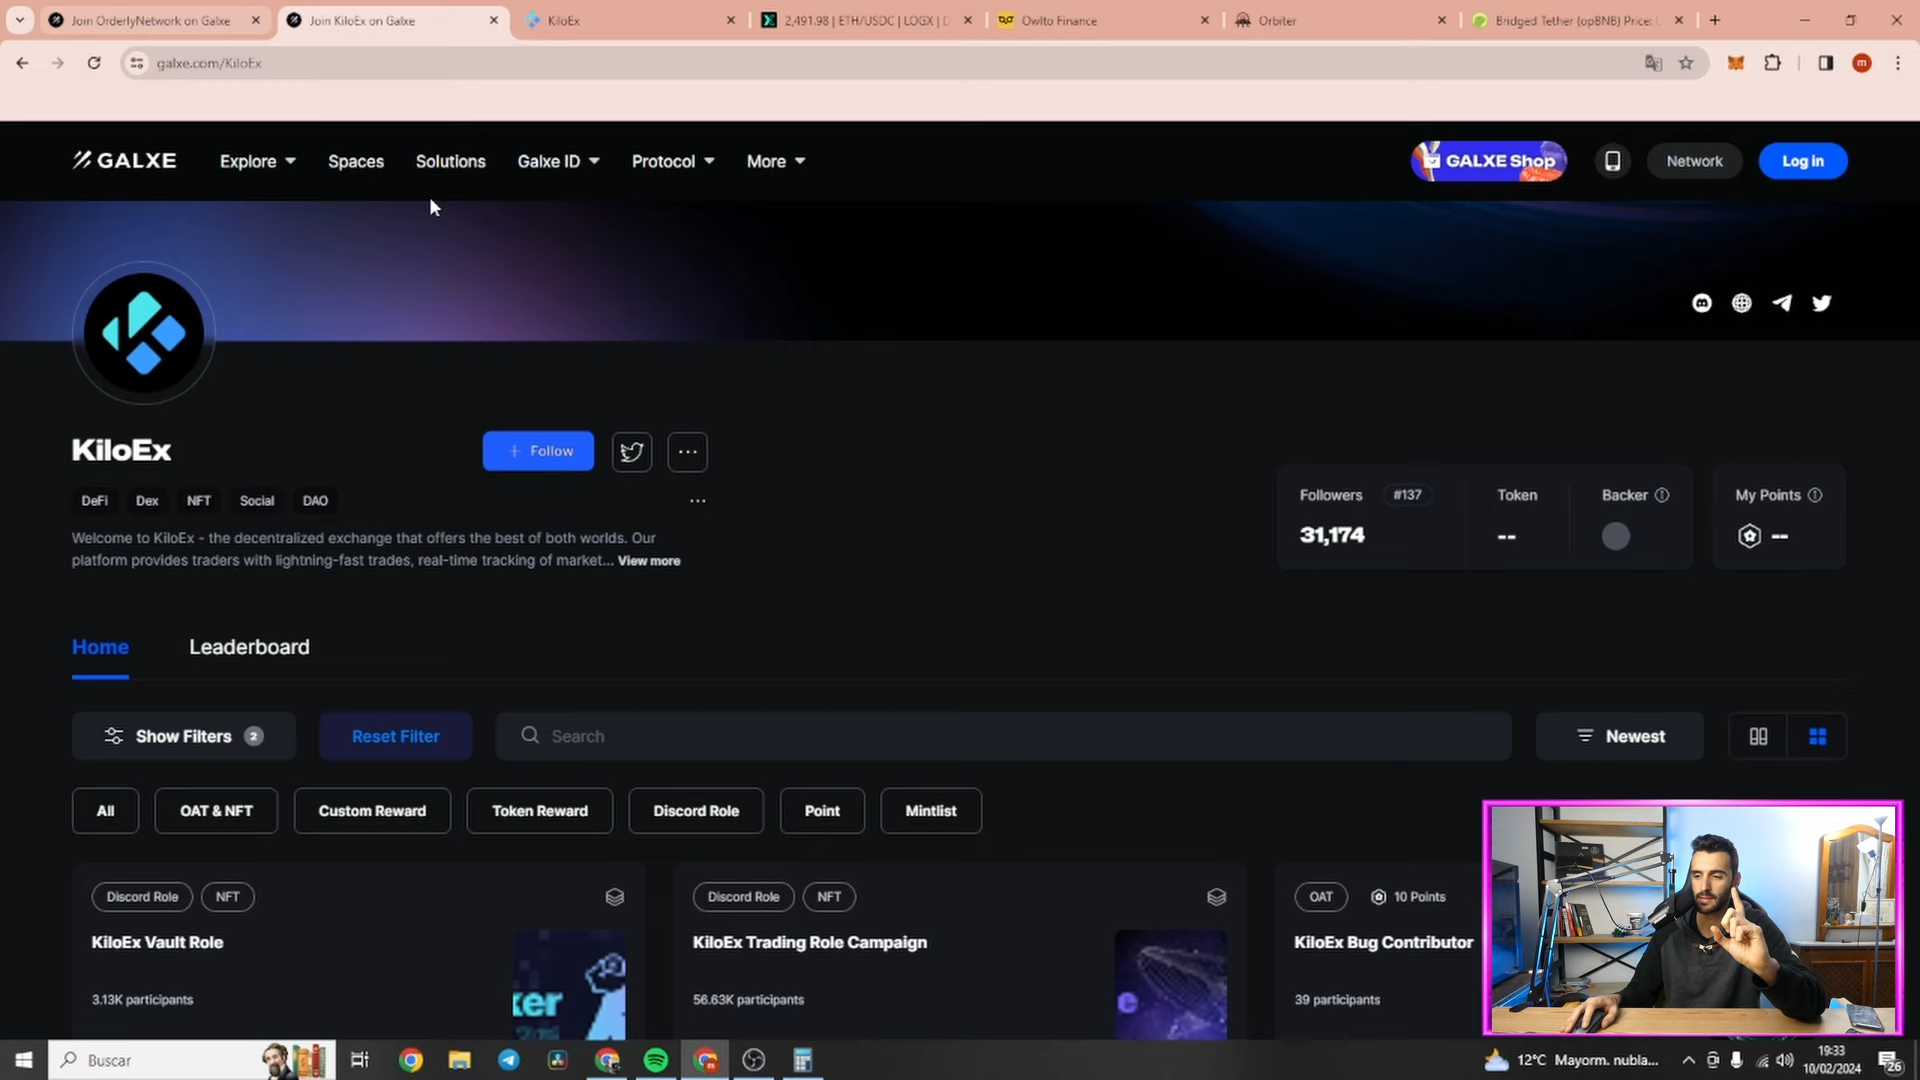 Join OrderlyNetwork on Galxe
Join KiloEx on Galxe
KiloEx
2,491.98 | ETH/USDC | LOGX | D
Owlto Finance
Orbiter
Bridged Tether (opBNB) Price:
galxe.com/KiloEx
m
GALXE
Explore
Spaces
Solutions
Galxe ID
Protocol
More
GALXE Shop
Network
Log in
KiloEx
+ Follow
DeFi
Dex
NFT
Social
DAO
Welcome to KiloEx - the decentralized exchange that offers the best of both worlds. Our
platform provides traders with lightning-fast trades, real-time tracking of market... View more
Followers #137
31,174
Token
--
Backer
My Points
--
Home
Leaderboard
Show Filters 2
Reset Filter
Search
Newest
All
OAT & NFT
Custom Reward
Token Reward
Discord Role
Point
Mintlist
Discord Role
NFT
KiloEx Vault Role
3.13K participants
ker
Discord Role
NFT
KiloEx Trading Role Campaign
56.63K participants
e
OAT
10 Points
KiloEx Bug Contributor
39 participants
Buscar
12°C Mayorm. nubla...
19:33
10/02/2024
26